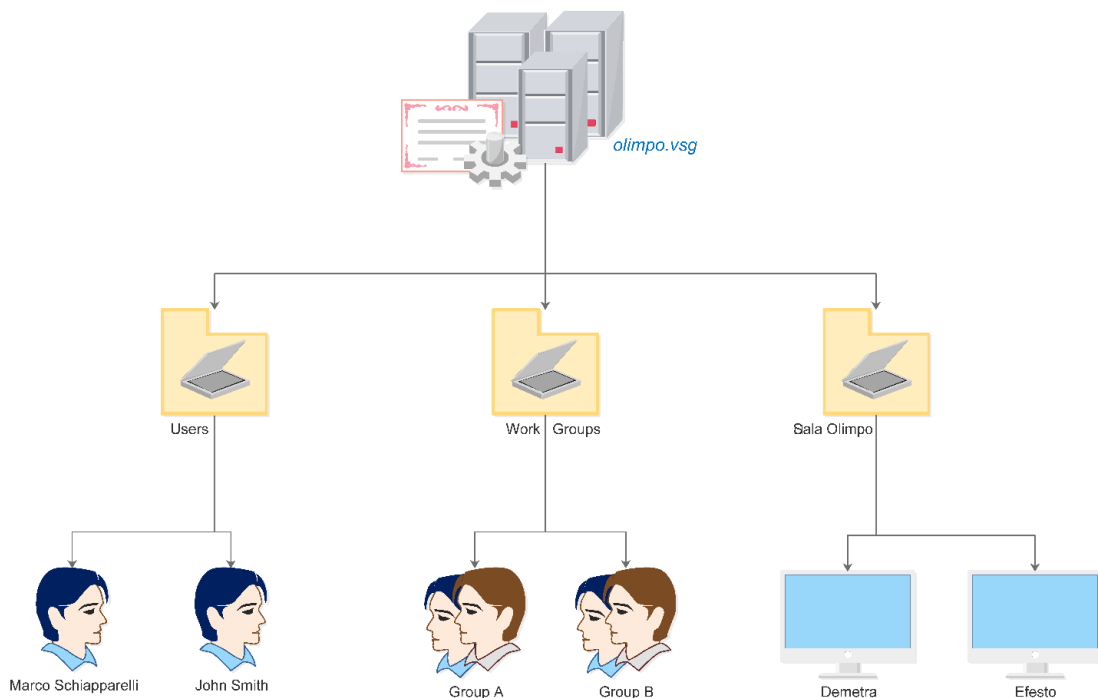 olimpo.vsg
Users
Work Groups
Sala Olimpo
Marco Schiapparelli
John Smith
Group A
Group B
Demetra
Efesto